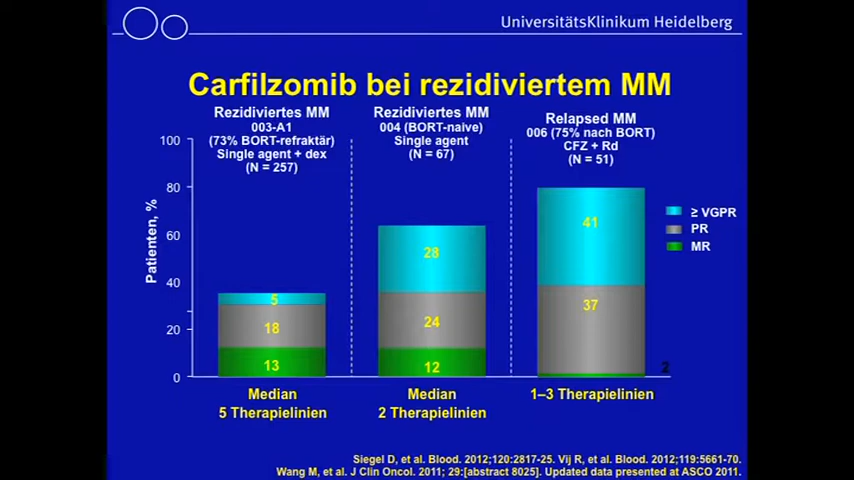 UniversitätsKlinikum Heidelberg
Carfilzomib bei rezidiviertem MM
Rezidiviertes MM
003-A1
(73% BORT-refraktär)
Single agent + dex
(N = 257)
Rezidiviertes MM
004 (BORT-naive)
Single agent
(N = 67)
Relapsed MM
006 (75% nach BORT)
CFZ + Rd
(N = 51)
Patienten, %
100
80
60
40
20
0
5
18
13
28
24
12
41
37
2
≥ VGPR
PR
MR
Median
5 Therapielinien
Median
2 Therapielinien
1–3 Therapielinien
Siegel D, et al. Blood. 2012;120:2817-25. Vij R, et al. Blood. 2012;119:5661-70.
Wang M, et al. J Clin Oncol. 2011; 29:[abstract 8025]. Updated data presented at ASCO 2011.